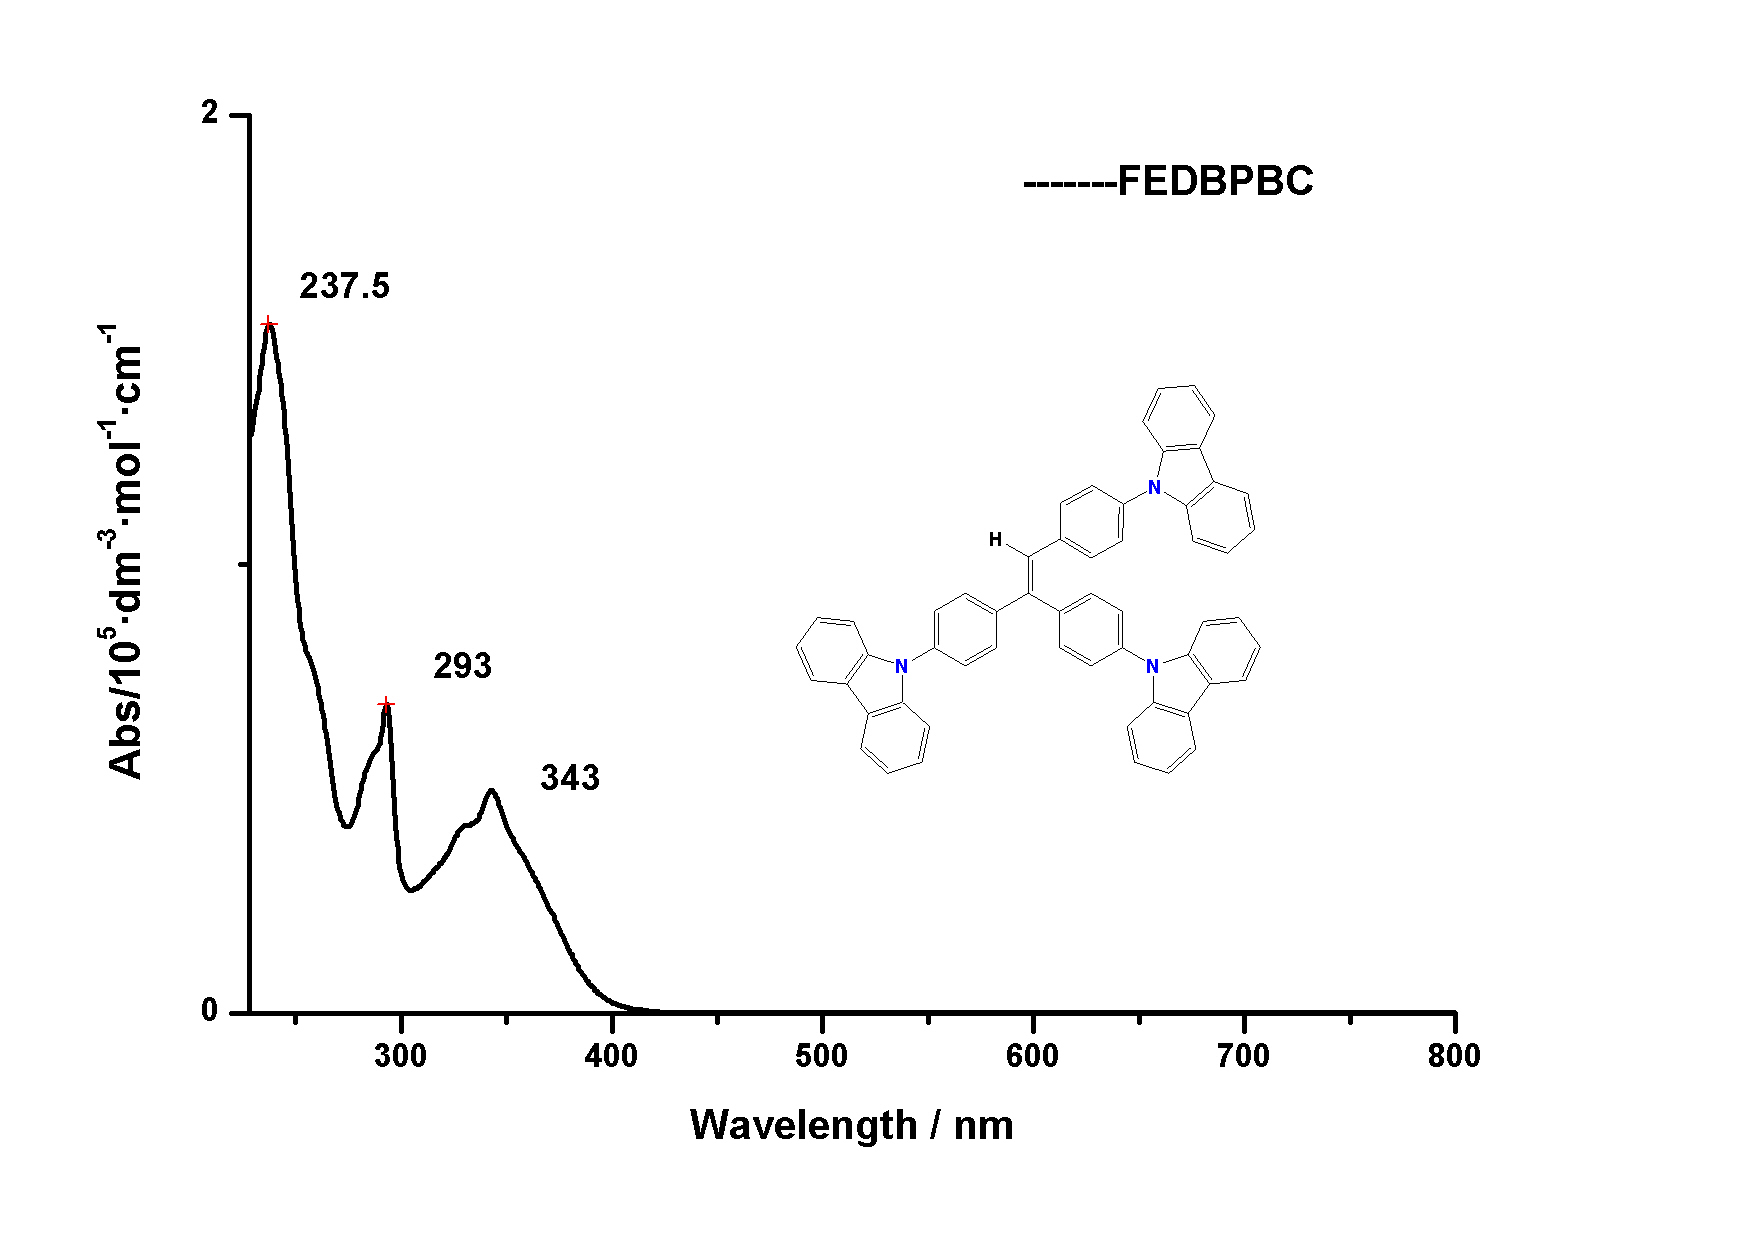 2
-------FEDBPBC
237.5
Abs/10⁵·dm⁻³·mol⁻¹·cm⁻¹
N
H
293
N
N
343
0
300 400 500 600 700 800
Wavelength / nm